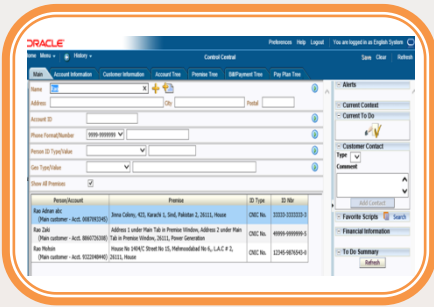 ORACLE
Preferences Help Logout You are logged in as English System
Home Menu History Control Central Save Clear Refresh
Main Account Information Customer Information Account Tree Premise Tree Bill/Payment Tree Pay Plan Tree
Name Rao X
Address City Postal
Account ID
Phone Format/Number 9999-9999999
Person ID Type/Value
Geo Type/Value
Show All Premises
Person/Account Premise ID Type ID Nbr
Rao Adnan abc
(Main customer - Acct.
Jinna Colony, 423, Karachi 1, Sind, Pakistan 2, 26111, House
CNIC No. 33333-3333333-3
Rao Zaki
(Main customer - Acct.
Address 1 under Main Tab in Premise Window, Address 2 under Main
Tab in Premise Window, 26111, Power Generation
CNIC No. 49999-9999999-5
Rao Mohsin
(Main customer - Acct.
House No 1404/C Street No 15, Mehmoodabad No 6,, L.A.C # 2,
26111, House
CNIC No. 12345-9876543-9
Alerts
Current Context
Current To Do
Customer Contact
Type
Comment
Add Contact
Favorite Scripts Search
Financial Information
To Do Summary
Refresh